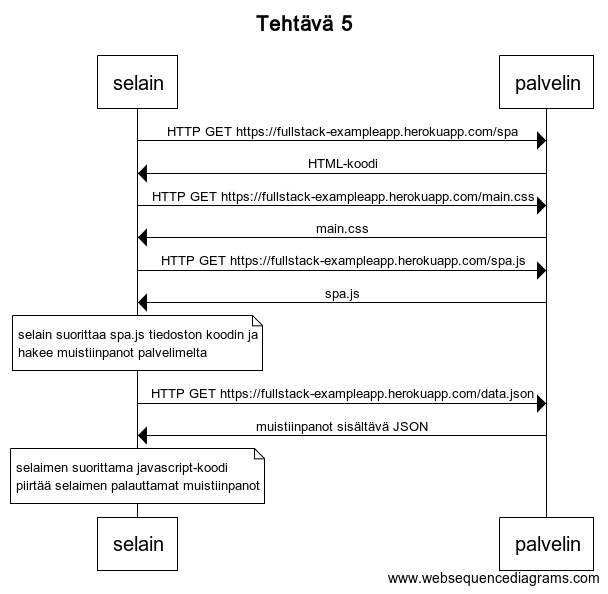 Tehtävä 5
selain
palvelin
HTTP GET https://fullstack-exampleapp.herokuapp.com/spa
HTML-koodi
HTTP GET https://fullstack-exampleapp.herokuapp.com/main.css
main.css
HTTP GET https://fullstack-exampleapp.herokuapp.com/spa.js
spa.js
selain suorittaa spa.js tiedoston koodin ja
hakee muistiinpanot palvelimelta
HTTP GET https://fullstack-exampleapp.herokuapp.com/data.json
muistiinpanot sisältävä JSON
selaimen suorittama javascript-koodi
piirtää selaimen palauttamat muistiinpanot
selain
palvelin
www.websequencediagrams.com